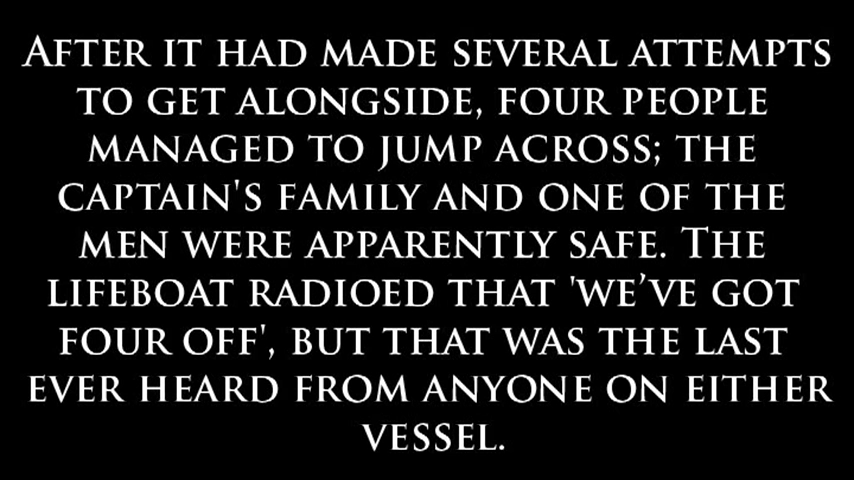 After it had made several attempts
to get alongside, four people
managed to jump across; the
captain's family and one of the
men were apparently safe. The
lifeboat radioed that 'we’ve got
four off', but that was the last
ever heard from anyone on either
vessel.